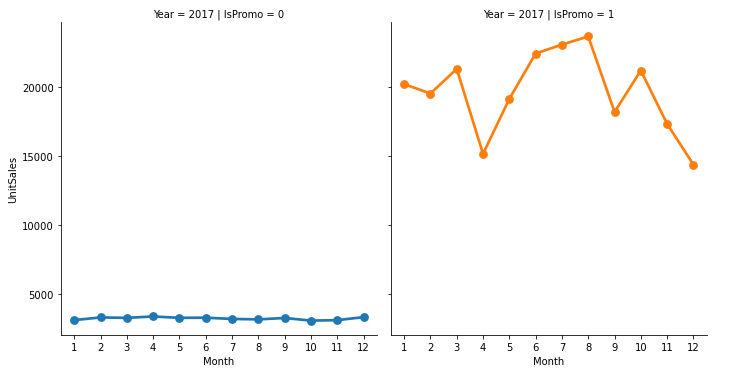 Year = 2017 | IsPromo = 0
Year = 2017 | IsPromo = 1
UnitSales
20000
15000
10000
5000
1 2 3 4 5 6 7 8 9 10 11 12
1 2 3 4 5 6 7 8 9 10 11 12
Month
Month